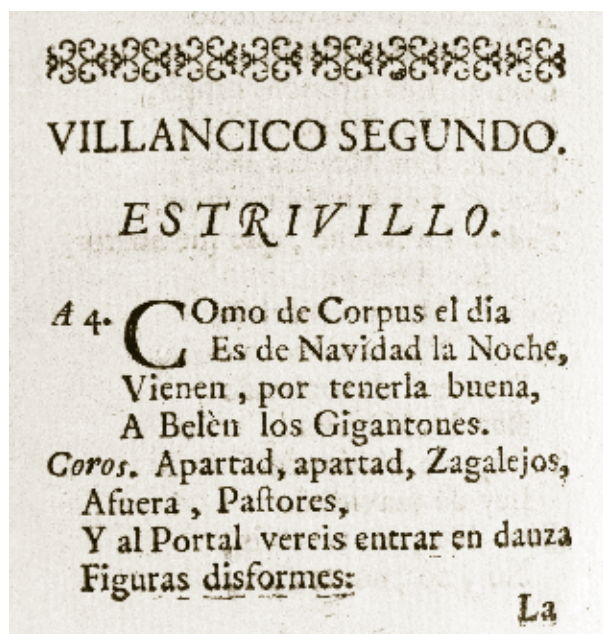 VILLANCICO SEGUNDO.
ESTRIVILLO.
A 4. COmo de Corpus el dia
Es de Navidad la Noche,
Vienen, por tenerla buena,
A Belèn los Gigantones.
Coros. Apartad, apartad, Zagalejos,
Afuera, Paſtores,
Y al Portal vereis entrar en danza
Figuras disformes:
La